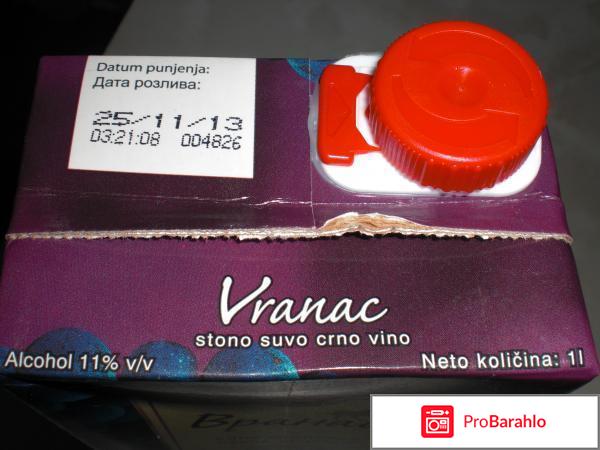 Datum punjenja:
Дата розлива:
25/11/13
03:21:08 004826
Vranac
stono suvo crno vino
Alcohol 11% v/v Neto količina: 1l
Вранац
ProBarahlo